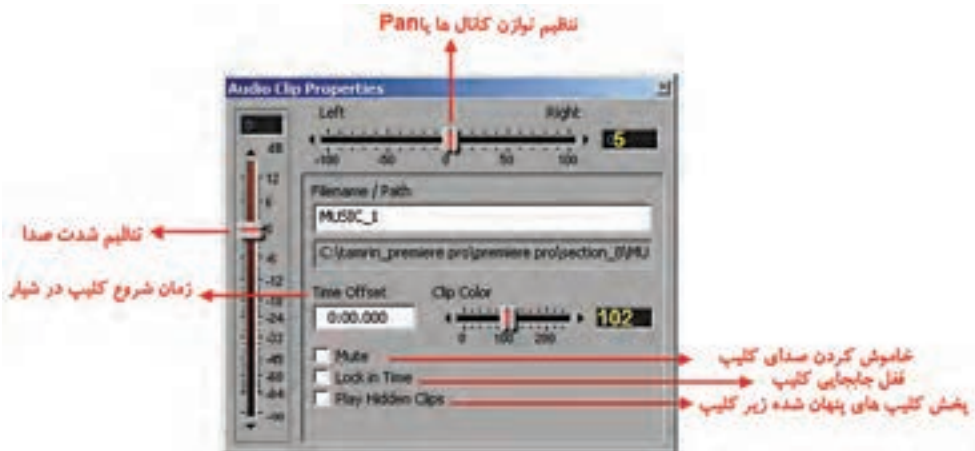 تنظیم توازن کانال ها یا Pan
Audio Clip Properties
Left Right
5
-100 -50 0 50 100
dB
12
6
0
-6
-12
-18
-24
-32
-48
-60
-84
تنظیم شدت صدا
Filename / Path
MUSIC_1
C:\tamrin_premiere pro\premiere pro\section_8\MU
زمان شروع کلیپ در شیار
Time Offset Clip Color
0:00.000 102
0 100 200
Mute
خاموش کردن صدای کلیپ
Lock in Time
قفل جابجایی کلیپ
Play Hidden Clips
پخش کلیپ های پنهان شده زیر کلیپ